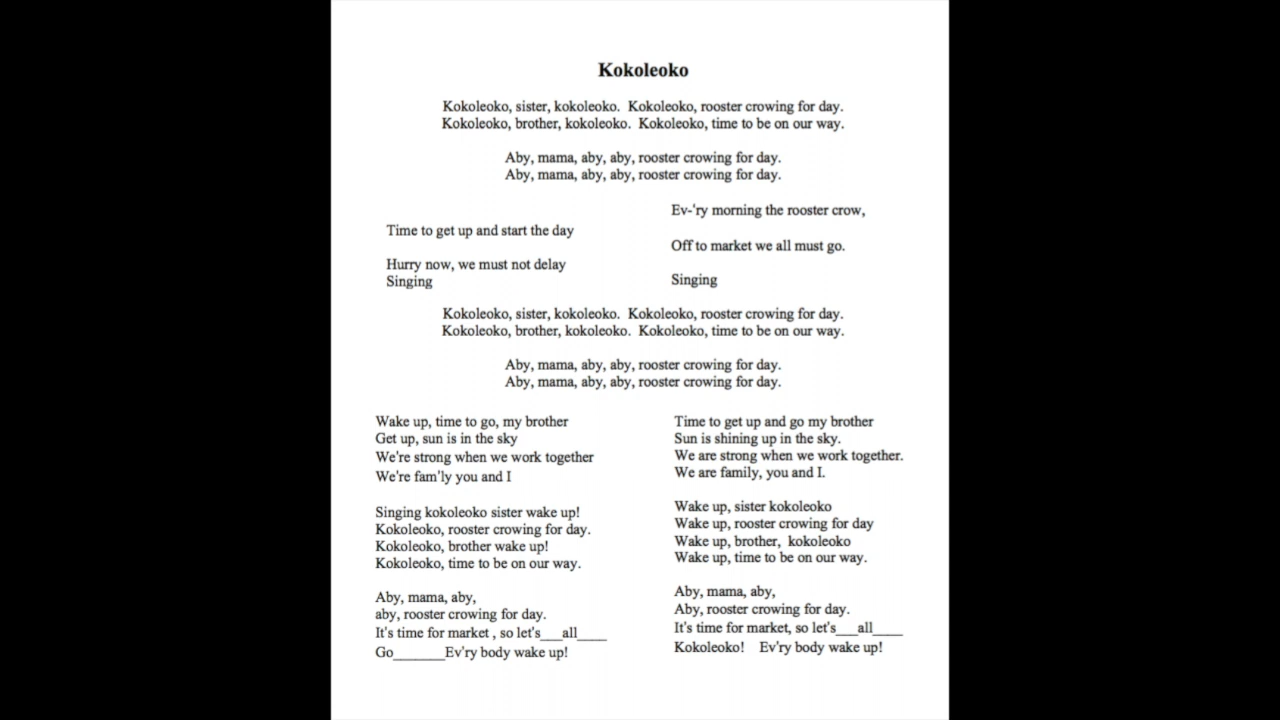 Kokoleoko
Kokoleoko, sister, kokoleoko. Kokoleoko, rooster crowing for day.
Kokoleoko, brother, kokoleoko. Kokoleoko, time to be on our way.
Aby, mama, aby, aby, rooster crowing for day.
Aby, mama, aby, aby, rooster crowing for day.
Ev-'ry morning the rooster crow,
Time to get up and start the day
Off to market we all must go.
Hurry now, we must not delay
Singing
Singing
Kokoleoko, sister, kokoleoko. Kokoleoko, rooster crowing for day.
Kokoleoko, brother, kokoleoko. Kokoleoko, time to be on our way.
Aby, mama, aby, aby, rooster crowing for day.
Aby, mama, aby, aby, rooster crowing for day.
Wake up, time to go, my brother
Get up, sun is in the sky
We're strong when we work together
We're fam'ly you and I
Singing kokoleoko sister wake up!
Kokoleoko, rooster crowing for day.
Kokoleoko, brother wake up!
Kokoleoko, time to be on our way.
Aby, mama, aby,
aby, rooster crowing for day.
It's time for market , so let's___all____
Go_______Ev'ry body wake up!
Time to get up and go my brother
Sun is shining up in the sky.
We are strong when we work together.
We are family, you and I.
Wake up, sister kokoleoko
Wake up, rooster crowing for day
Wake up, brother, kokoleoko
Wake up, time to be on our way.
Aby, mama, aby,
Aby, rooster crowing for day.
It's time for market, so let's___all____
Kokoleoko! Ev'ry body wake up!